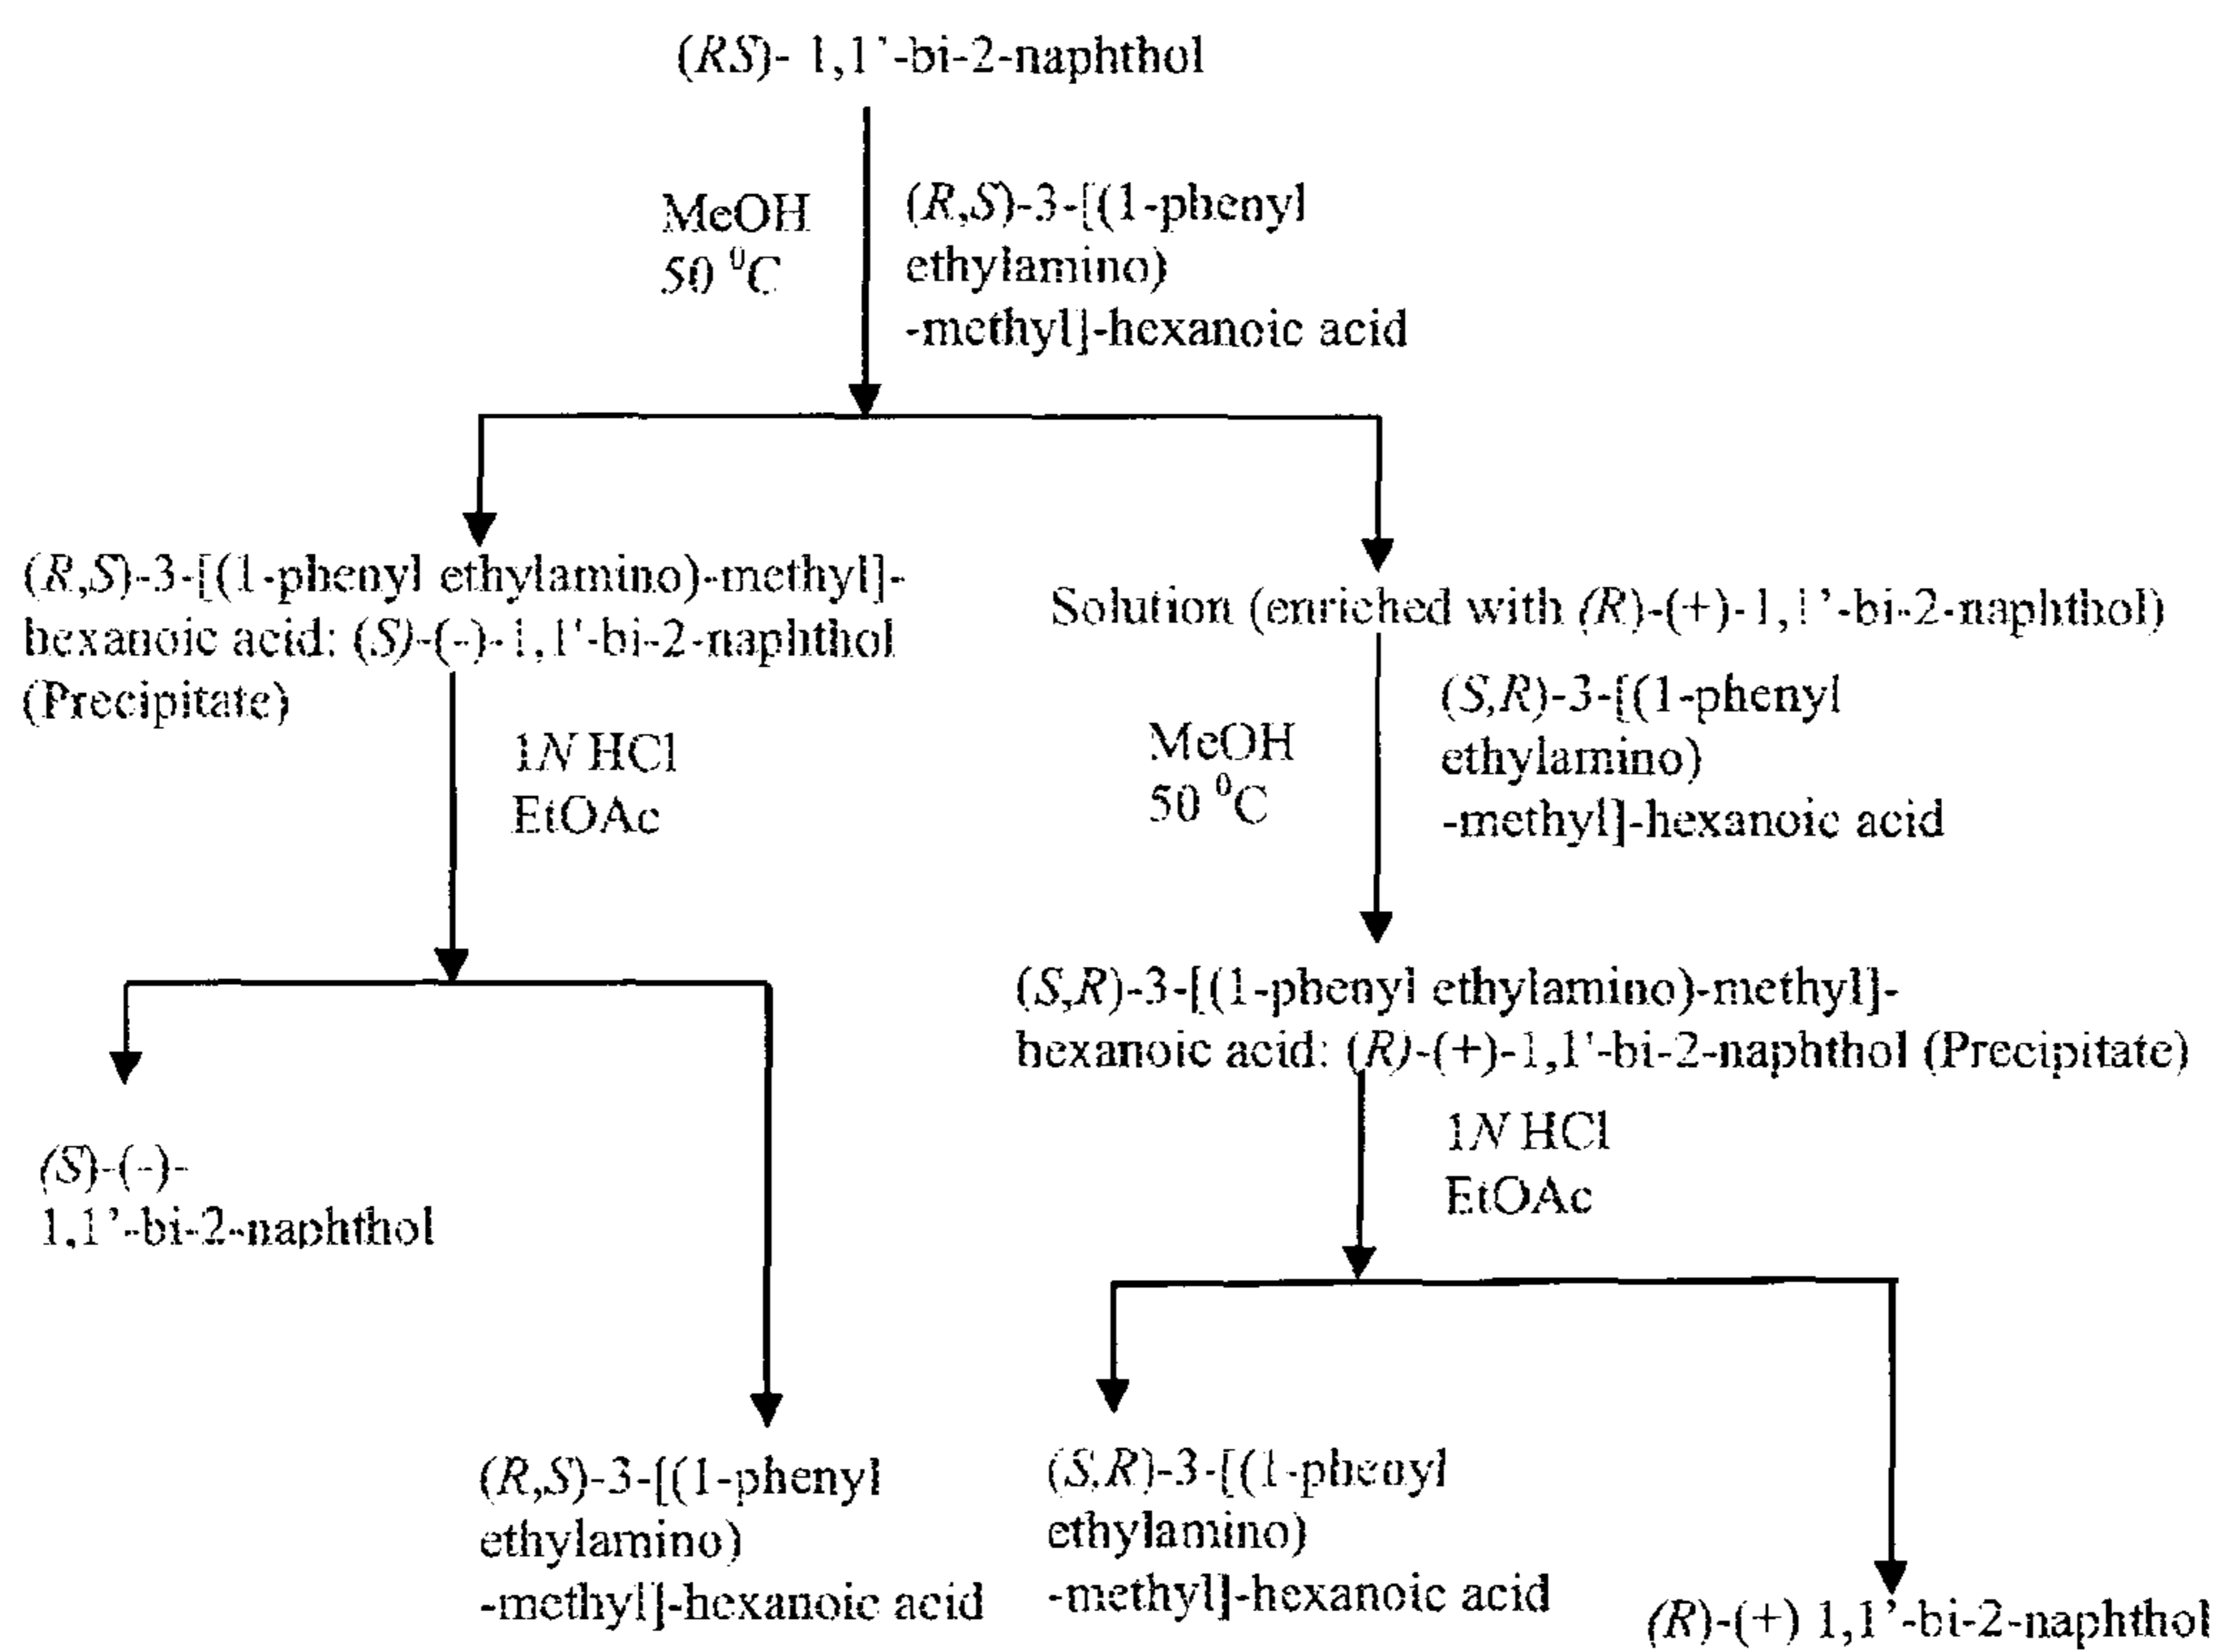 (RS)- 1,1'-bi-2-naphthol
MeOH
50 ⁰C
(R,S)-3-[(1-phenyl
ethylamino)
-methyl]-hexanoic acid
(R,S)-3-[(1-phenyl ethylamino)-methyl]-
hexanoic acid: (S)-(-)-1,1'-bi-2-naphthol
(Precipitate)
Solution (enriched with (R)-(+)-1,1'-bi-2-naphthol)
1N HCl
EtOAc
MeOH
50 ⁰C
(S,R)-3-[(1-phenyl
ethylamino)
-methyl]-hexanoic acid
(S,R)-3-[(1-phenyl ethylamino)-methyl]-
hexanoic acid: (R)-(+)-1,1'-bi-2-naphthol (Precipitate)
1N HCl
EtOAc
(S)-(-)-
1,1'-bi-2-naphthol
(R,S)-3-[(1-phenyl
ethylamino)
-methyl]-hexanoic acid
(S,R)-3-[(1-phenyl
ethylamino)
-methyl]-hexanoic acid
(R)-(+) 1,1'-bi-2-naphthol